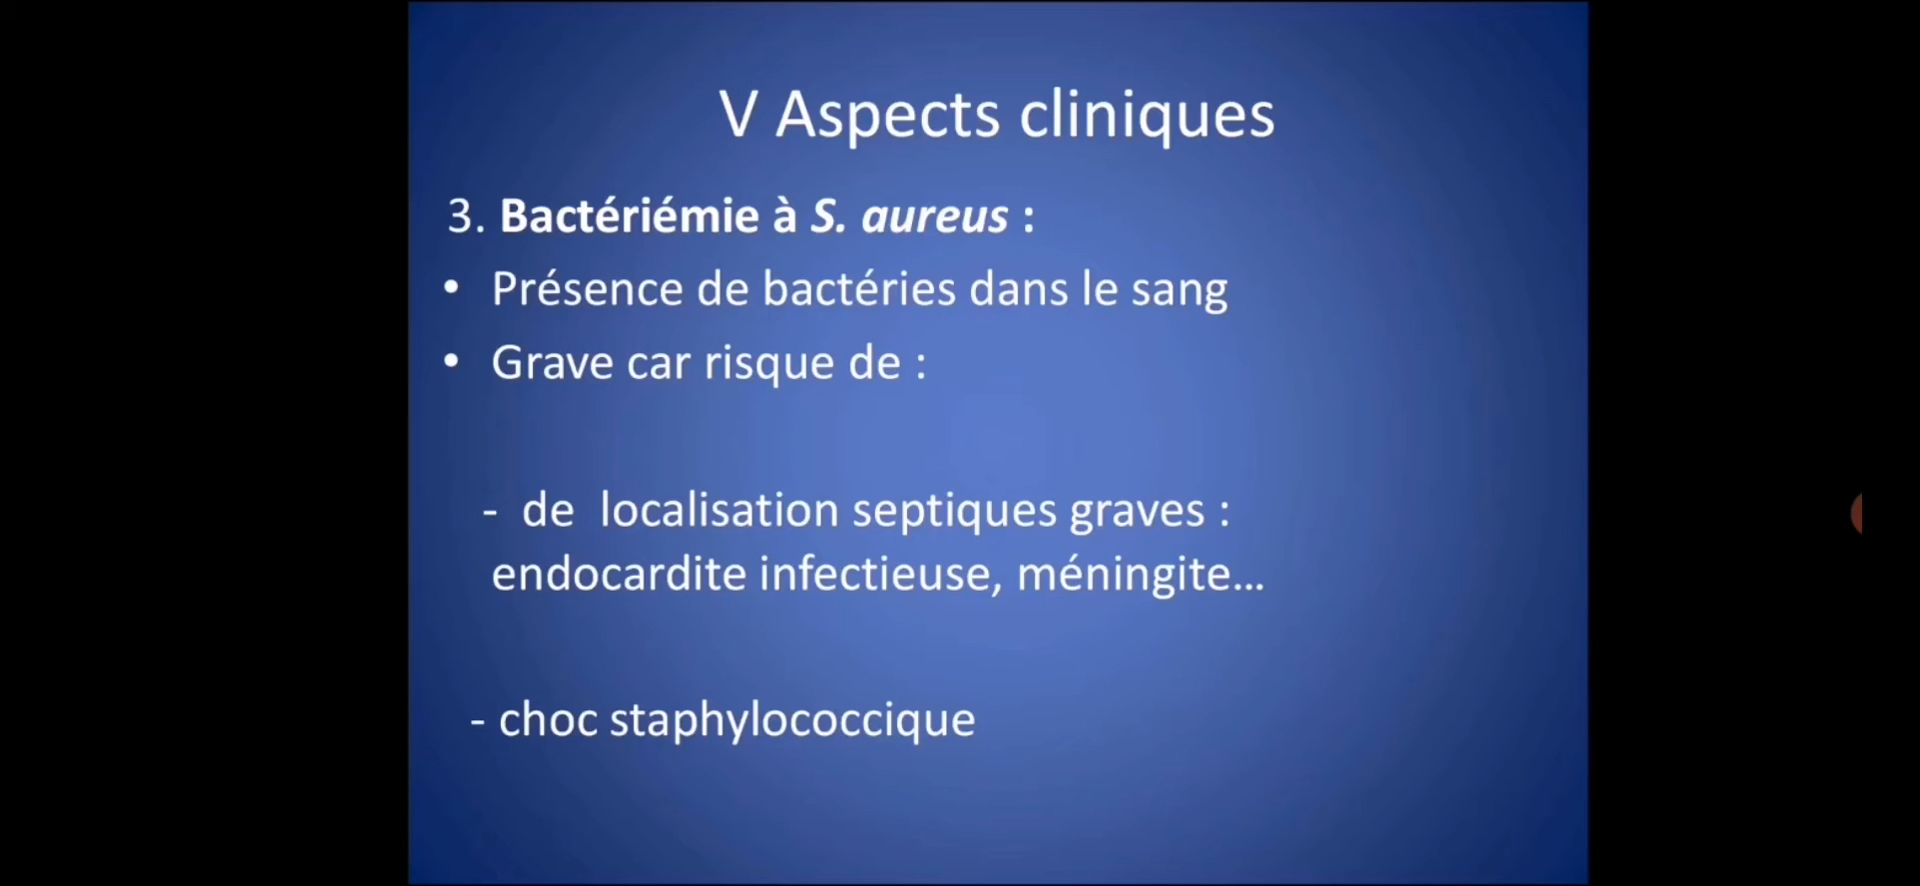 V Aspects cliniques
3. Bactériémie à S. aureus :
• Présence de bactéries dans le sang
• Grave car risque de :
- de localisation septiques graves :
endocardite infectieuse, méningite...
- choc staphylococcique